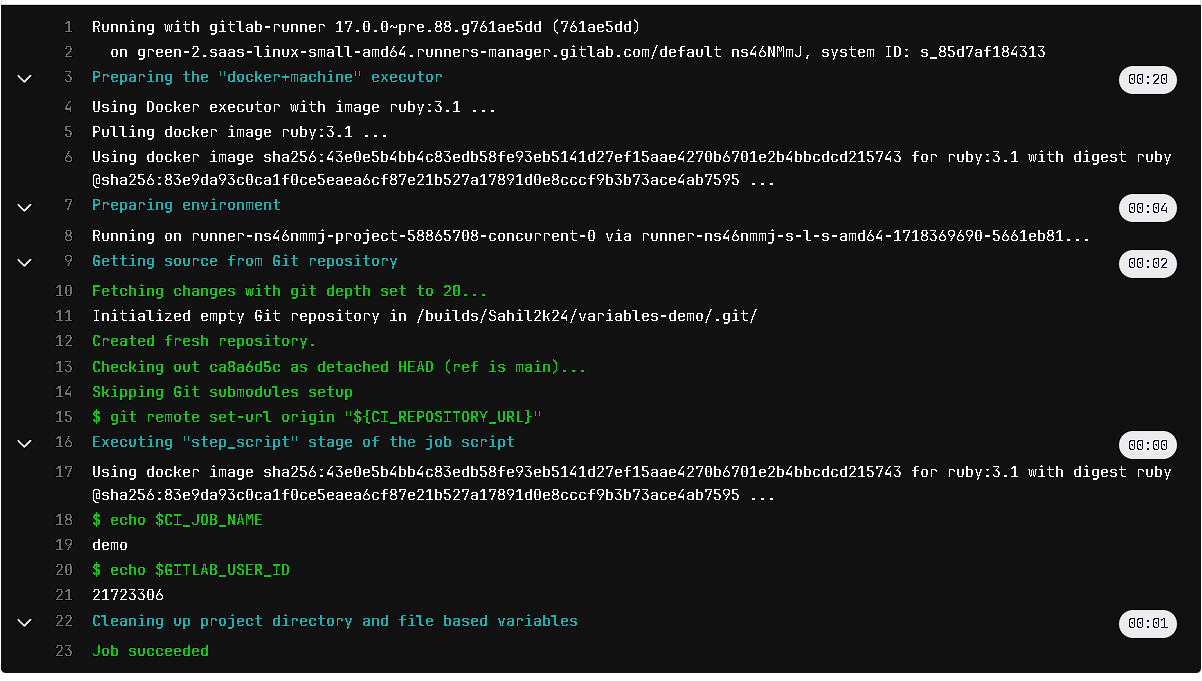 1 Running with gitlab-runner 17.0.0~pre.88.g761ae5dd (761ae5dd)
2 on green-2.saas-linux-small-amd64.runners-manager.gitlab.com/default ns46NMmJ, system ID: s_85d7af184313
3 Preparing the "docker+machine" executor 00:20
4 Using Docker executor with image ruby:3.1 ...
5 Pulling docker image ruby:3.1 ...
6 Using docker image sha256:43e0e5b4bb4c83edb58fe93eb5141d27ef15aae4270b6701e2b4bbcdcd215743 for ruby:3.1 with digest ruby
@sha256:83e9da93c0ca1f0ce5eaea6cf87e21b527a17891d0e8cccf9b3b73ace4ab7595 ...
7 Preparing environment 00:04
8 Running on runner-ns46nmmj-project-58865708-concurrent-0 via runner-ns46nmmj-s-l-s-amd64-1718369690-5661eb81...
9 Getting source from Git repository 00:02
10 Fetching changes with git depth set to 20...
11 Initialized empty Git repository in /builds/Sahil2k24/variables-demo/.git/
12 Created fresh repository.
13 Checking out ca8a6d5c as detached HEAD (ref is main)...
14 Skipping Git submodules setup
15 $ git remote set-url origin "${CI_REPOSITORY_URL}"
16 Executing "step_script" stage of the job script 00:00
17 Using docker image sha256:43e0e5b4bb4c83edb58fe93eb5141d27ef15aae4270b6701e2b4bbcdcd215743 for ruby:3.1 with digest ruby
@sha256:83e9da93c0ca1f0ce5eaea6cf87e21b527a17891d0e8cccf9b3b73ace4ab7595 ...
18 $ echo $CI_JOB_NAME
19 demo
20 $ echo $GITLAB_USER_ID
21 21723306
22 Cleaning up project directory and file based variables 00:01
23 Job succeeded